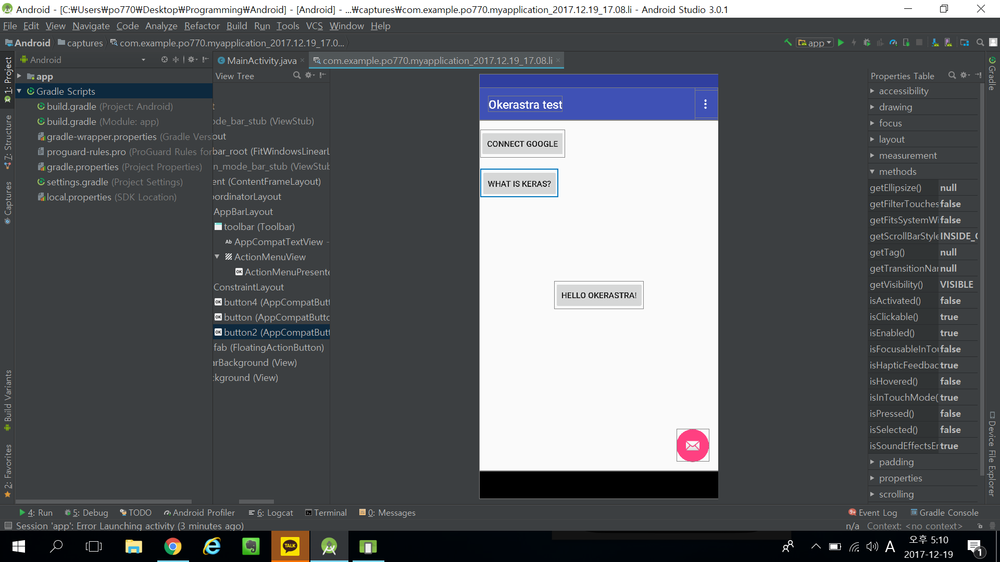 Android - [C:₩Users₩po770₩Desktop₩Programming₩Android] - [Android] - ...₩captures₩com.example.po770.myapplication_2017.12.19_17.08.li - Android Studio 3.0.1
File Edit View Navigate Code Analyze Refactor Build Run Tools VCS Window Help
Android captures com.example.po770.myapplication_2017.12.19_17.0... app
1: Project
7: Structure
Captures
Build Variants
2: Favorites
Android
app
Gradle Scripts
build.gradle (Project: Android)
build.gradle (Module: app)
gradle-wrapper.properties (Gradle Vers
proguard-rules.pro (ProGuard Rules for
gradle.properties (Project Properties)
settings.gradle (Project Settings)
local.properties (SDK Location)
MainActivity.java com.example.po770.myapplication_2017.12.19_17.08.li
View Tree
t
ode_bar_stub (ViewStub)
out
bar_root (FitWindowsLinearL
n_mode_bar_stub (ViewStub
ent (ContentFrameLayout)
oordinatorLayout
AppBarLayout
toolbar (Toolbar)
Ab AppCompatTextView -
ActionMenuView
OK ActionMenuPresente
ConstraintLayout
OK button4 (AppCompatButt
OK button (AppCompatButto
OK button2 (AppCompatButt
fab (FloatingActionButton)
arBackground (View)
ckground (View)
Okerastra test
CONNECT GOOGLE
WHAT IS KERAS?
HELLO OKERASTRA!
Properties Table
accessibility
drawing
focus
layout
measurement
methods
getEllipsize() null
getFilterTouches false
getFitsSystemWi false
getScrollBarStyle INSIDE_O
getTag() null
getTransitionNar null
getVisibility() VISIBLE
isActivated() false
isClickable() true
isEnabled() true
isFocusableInTou false
isHapticFeedbac true
isHovered() false
isInTouchMode( true
isPressed() false
isSelected() false
isSoundEffectsEr true
padding
properties
scrolling
Gradle
Device File Explorer
4: Run 5: Debug TODO Android Profiler 6: Logcat Terminal 0: Messages 9+ Event Log Gradle Console
Session 'app': Error Launching activity (3 minutes ago) n/a Context: <no context>
TALK A 오후 5:10
2017-12-19 1